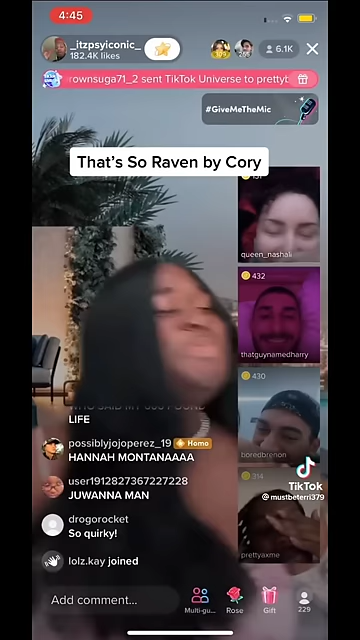 4:45
_itzpsyiconic_
182.4K likes
6.1K
rownsuga71_2 sent TikTok Universe to prettyt
#GiveMeTheMic
That's So Raven by Cory
queen_nashali
432
thatguynamedharry
430
boredbrenon
314
prettyaxme
LIFE
possiblyjojoperez_19 Homo
HANNAH MONTANAAAA
user1912827367227228
JUWANNA MAN
drogorocket
So quirky!
lolz.kay joined
TikTok
@mustbeterri379
Add comment...
Multi-gu...
Rose
Gift
229